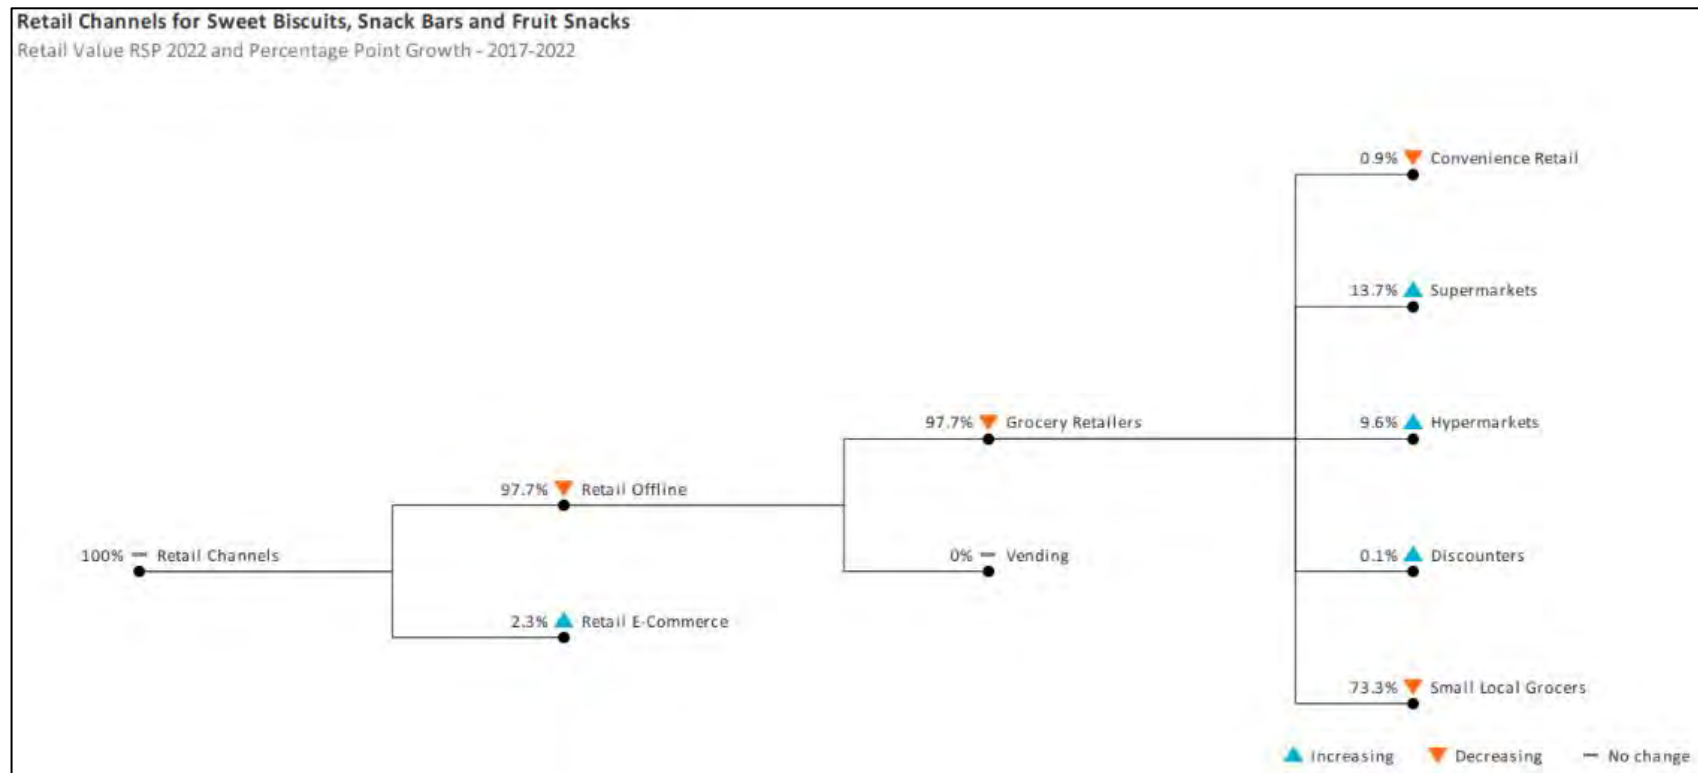 Retail Channels for Sweet Biscuits, Snack Bars and Fruit Snacks
Retail Value RSP 2022 and Percentage Point Growth - 2017-2022
0.9% Convenience Retail
13.7% Supermarkets
97.7% Grocery Retailers
9.6% Hypermarkets
97.7% Retail Offline
100% Retail Channels
0% Vending
0.1% Discounters
2.3% Retail E-Commerce
73.3% Small Local Grocers
Increasing Decreasing No change